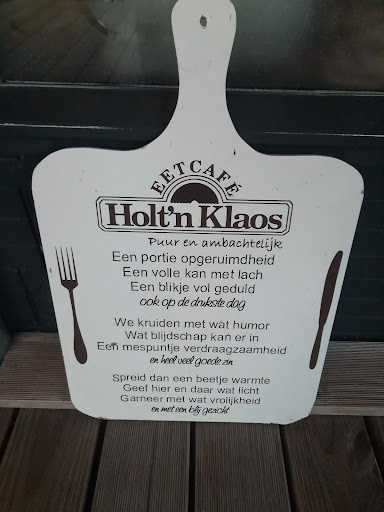 EETCAFÉ
Holt'n Klaos
Puur en ambachtelijk
Een portie opgeruimdheid
Een volle kan met lach
Een blikje vol geduld
ook op de drukste dag
We kruiden met wat humor
Wat blijdschap kan er in
Een mespuntje verdraagzaamheid
en heel veel goede zin
Spreid dan een beetje warmte
Geef hier en daar wat licht
Garneer met wat vrolijkheid
en met een blij gezicht